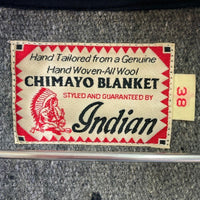 Hand Tailored from a Genuine
Hand Woven-All Wool
CHIMAYO BLANKET
STYLED AND GUARANTEED BY
Indian
38